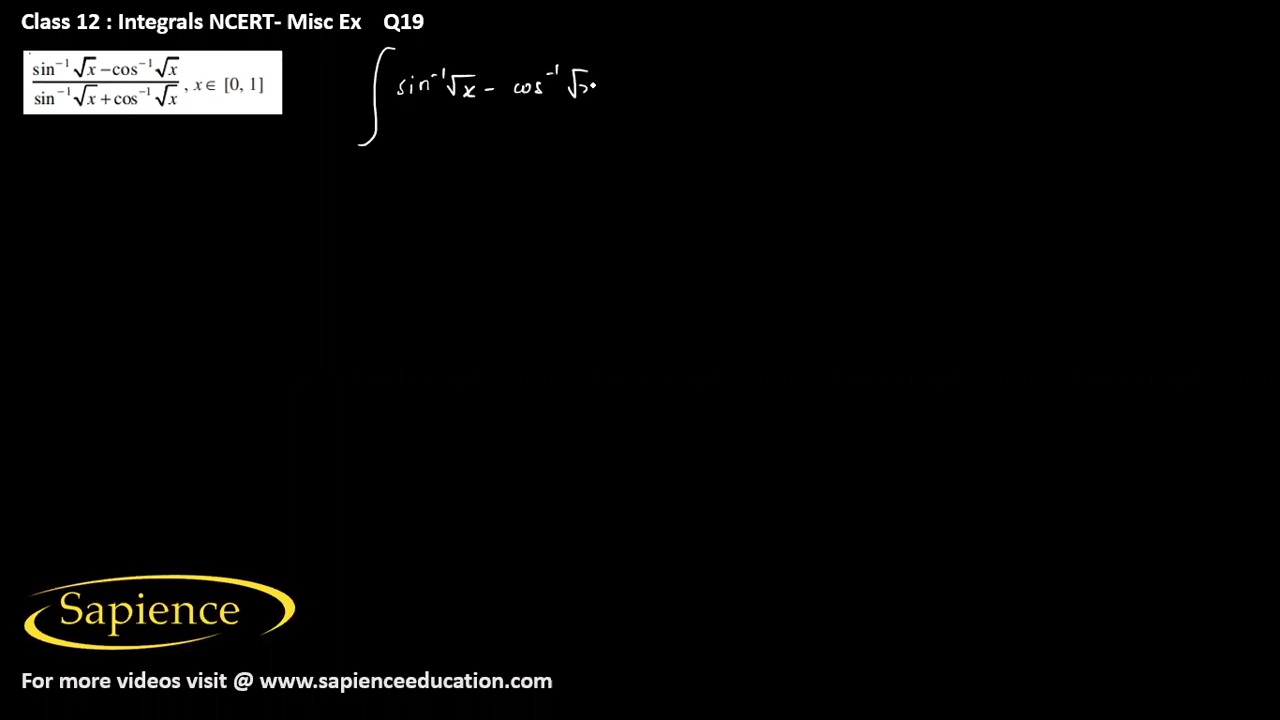 Class 12 : Integrals NCERT- Misc Ex Q19
sin⁻¹√x −cos⁻¹√x
sin⁻¹√x +cos⁻¹√x , x ∈ [0, 1]
∫ sin⁻¹√x − cos⁻¹√
Sapience
For more videos visit @ www.sapienceeducation.com